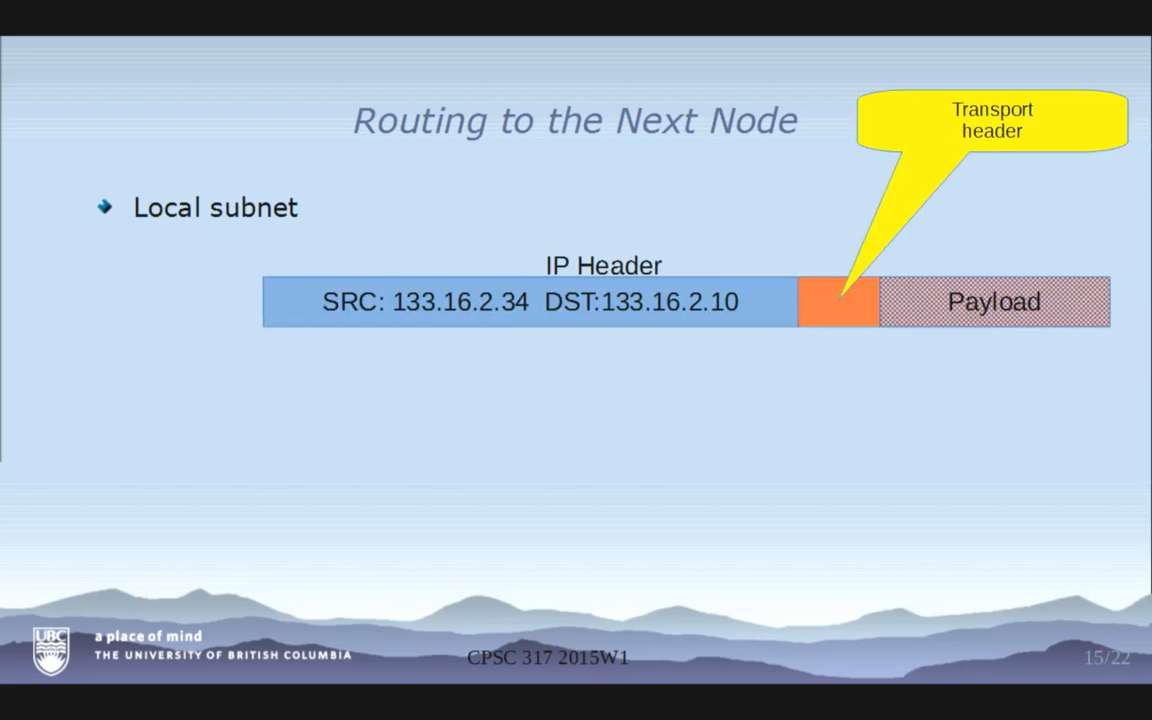 Routing to the Next Node
Transport
header
Local subnet
IP Header
SRC: 133.16.2.34 DST:133.16.2.10
Payload
UBC
a place of mind
THE UNIVERSITY OF BRITISH COLUMBIA
CPSC 317 2015W1
15/22